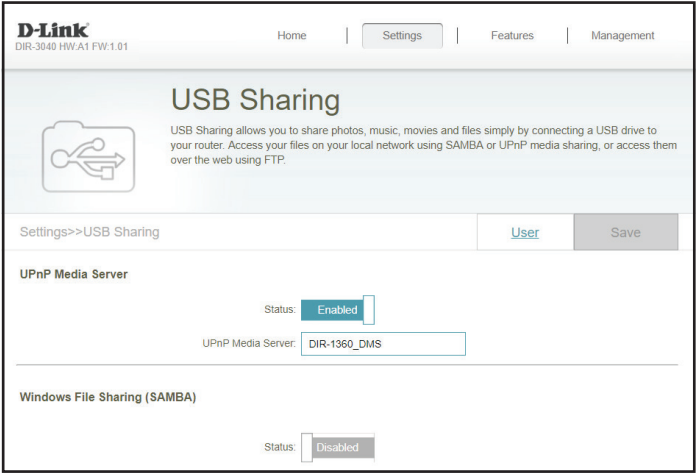 D-Link
DIR-3040 HW:A1 FW:1.01
Home | Settings | Features | Management
USB Sharing
USB Sharing allows you to share photos, music, movies and files simply by connecting a USB drive to
your router. Access your files on your local network using SAMBA or UPnP media sharing, or access them
over the web using FTP.
Settings>>USB Sharing
User
Save
UPnP Media Server
Status: Enabled
UPnP Media Server: DIR-1360_DMS
Windows File Sharing (SAMBA)
Status: Disabled